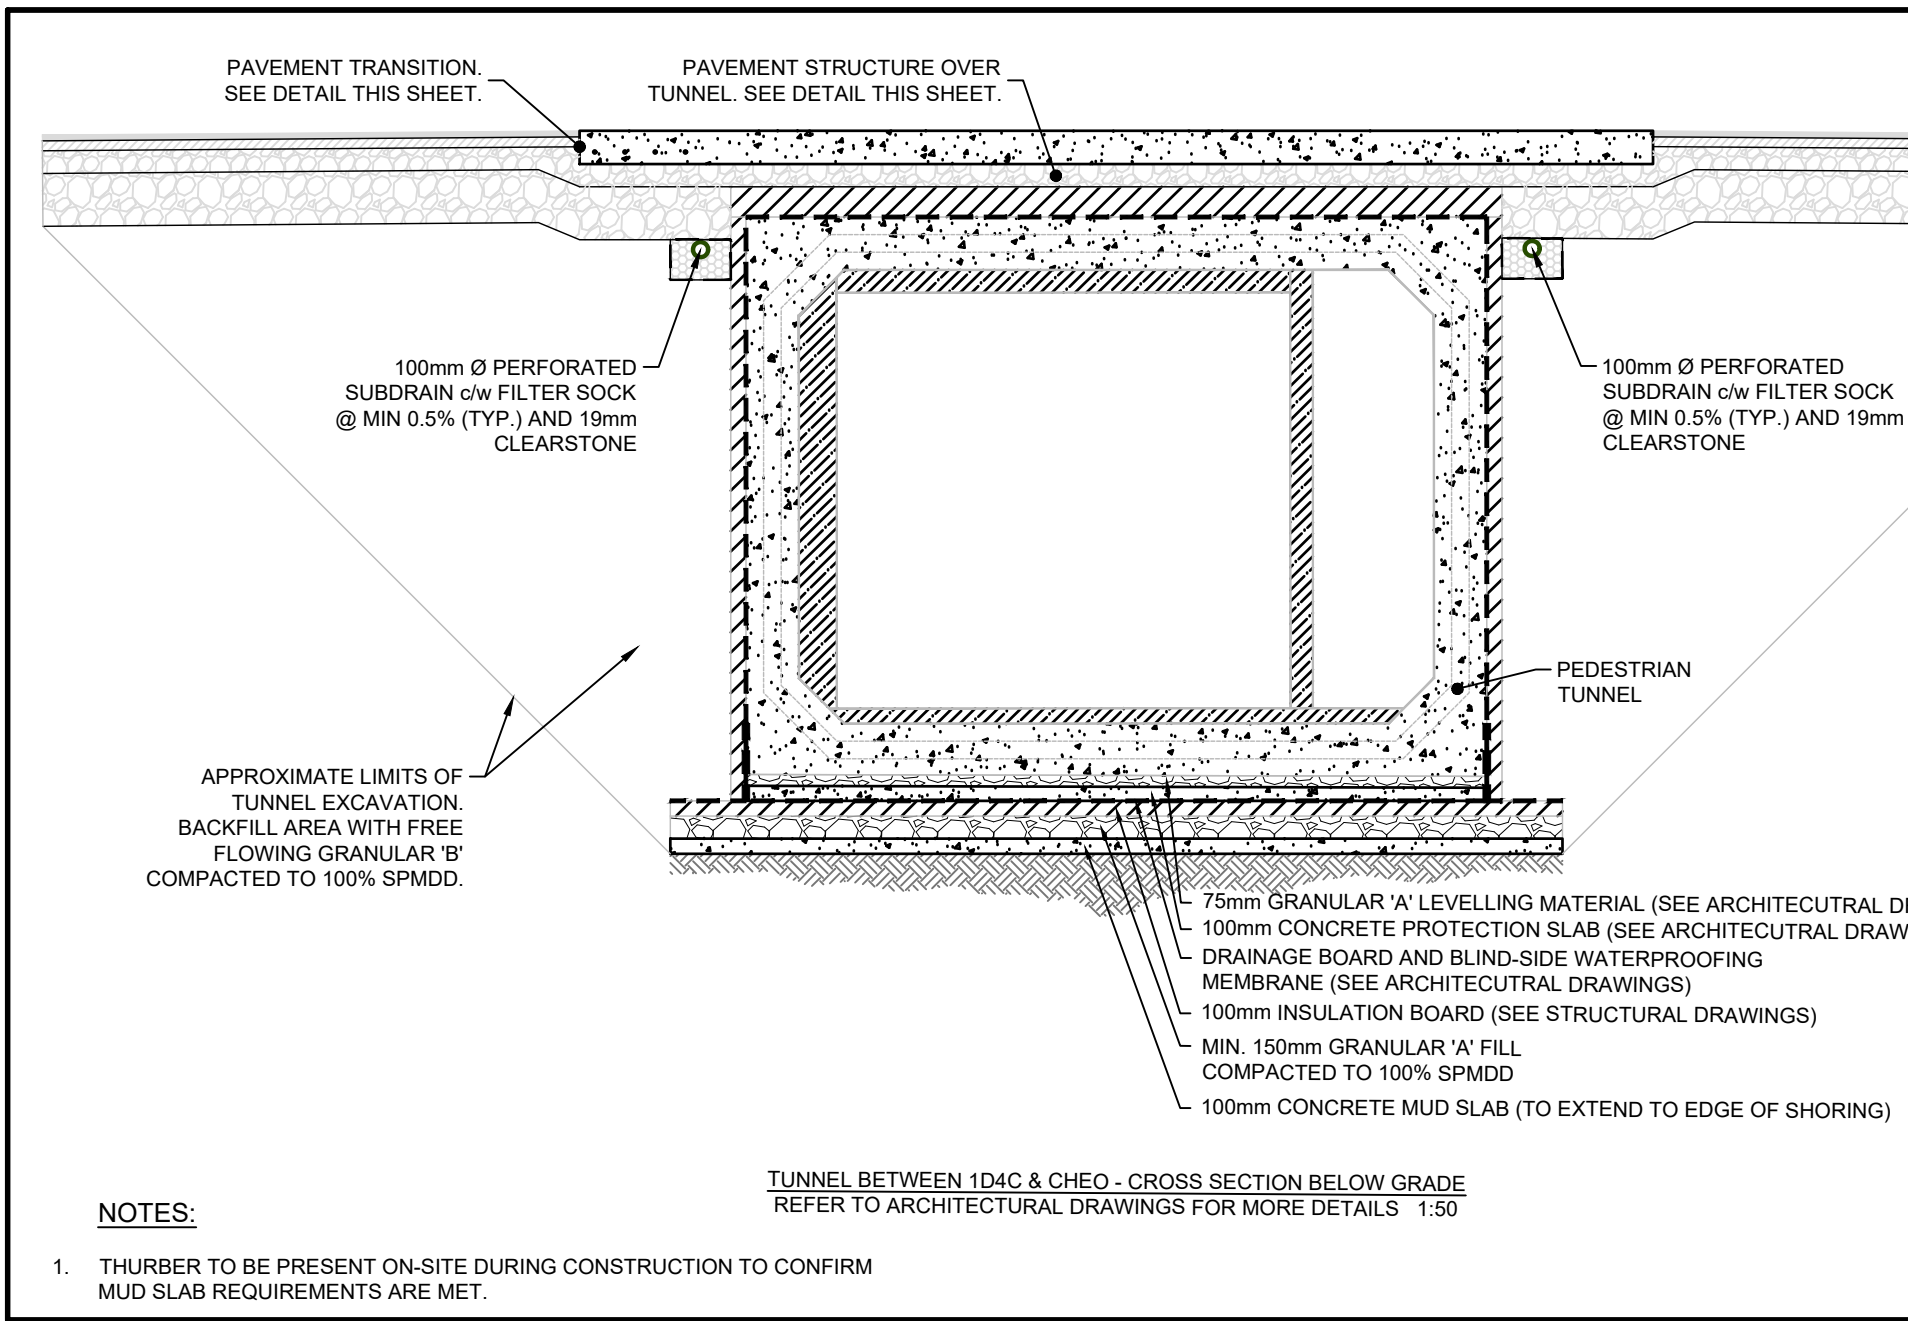 PAVEMENT TRANSITION.
SEE DETAIL THIS SHEET.
PAVEMENT STRUCTURE OVER
TUNNEL. SEE DETAIL THIS SHEET.
100mm Ø PERFORATED
SUBDRAIN c/w FILTER SOCK
@ MIN 0.5% (TYP.) AND 19mm
CLEARSTONE
100mm Ø PERFORATED
SUBDRAIN c/w FILTER SOCK
@ MIN 0.5% (TYP.) AND 19mm
CLEARSTONE
PEDESTRIAN
TUNNEL
APPROXIMATE LIMITS OF
TUNNEL EXCAVATION.
BACKFILL AREA WITH FREE
FLOWING GRANULAR 'B'
COMPACTED TO 100% SPMDD.
75mm GRANULAR 'A' LEVELLING MATERIAL (SEE ARCHITECUTRAL
100mm CONCRETE PROTECTION SLAB (SEE ARCHITECUTRAL
DRAINAGE BOARD AND BLIND-SIDE WATERPROOFING
MEMBRANE (SEE ARCHITECUTRAL DRAWINGS)
100mm INSULATION BOARD (SEE STRUCTURAL DRAWINGS)
MIN. 150mm GRANULAR 'A' FILL
COMPACTED TO 100% SPMDD
100mm CONCRETE MUD SLAB (TO EXTEND TO EDGE OF SHORING)
TUNNEL BETWEEN 1D4C & CHEO - CROSS SECTION BELOW GRADE
REFER TO ARCHITECTURAL DRAWINGS FOR MORE DETAILS 1:50
NOTES:
1. THURBER TO BE PRESENT ON-SITE DURING CONSTRUCTION TO CONFIRM
MUD SLAB REQUIREMENTS ARE MET.